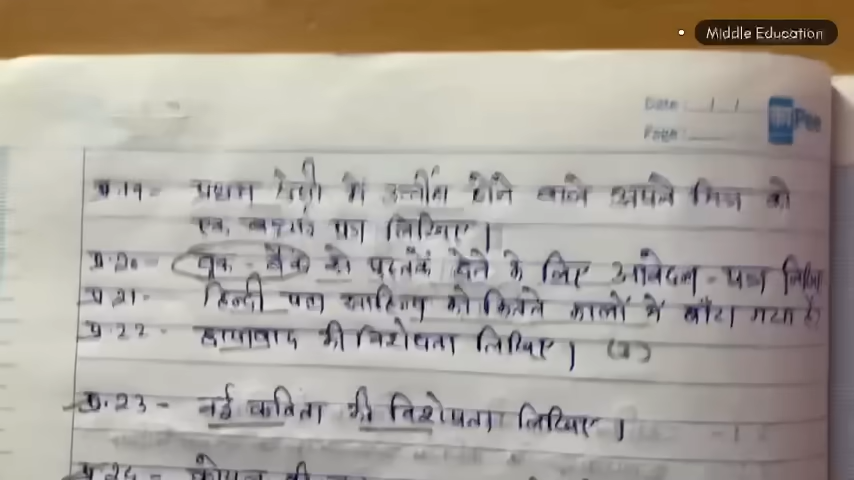 Middle Education
Date / /
Page
प्र.19- प्रथम श्रेणी में उत्तीर्ण होने वाले अपने मित्र को
एक बधाई पत्र लिखिए।
प्र.20- बुक-बैंक से पुस्तकें लेने के लिए आवेदन-पत्र लिखिए
प्र.21- हिन्दी पद्य साहित्य को कितने कालों में बाँटा गया है?
प्र.22- छायावाद की विशेषता लिखिए। (3)
प्र.23- नई कविता की विशेषता लिखिए।